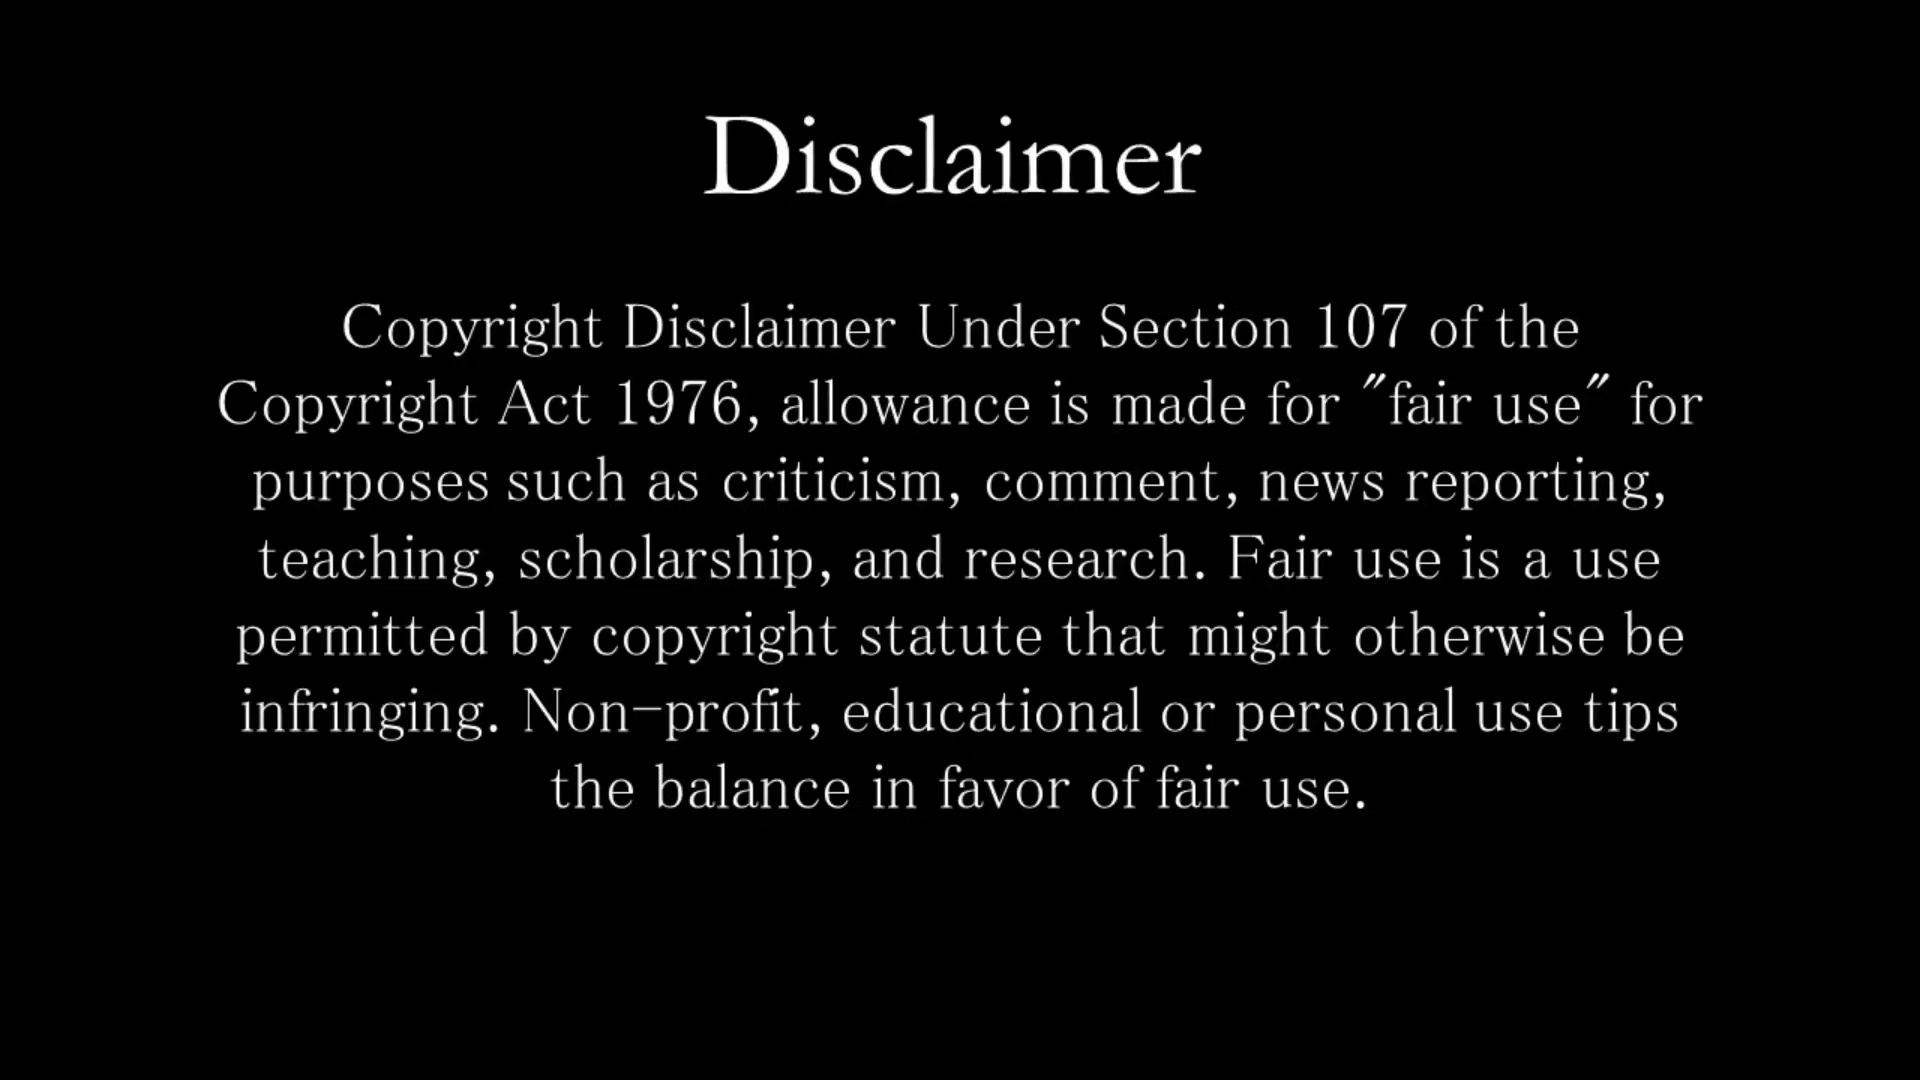 Disclaimer
Copyright Disclaimer Under Section 107 of the
Copyright Act 1976, allowance is made for "fair use" for
purposes such as criticism, comment, news reporting,
teaching, scholarship, and research. Fair use is a use
permitted by copyright statute that might otherwise be
infringing. Non-profit, educational or personal use tips
the balance in favor of fair use.